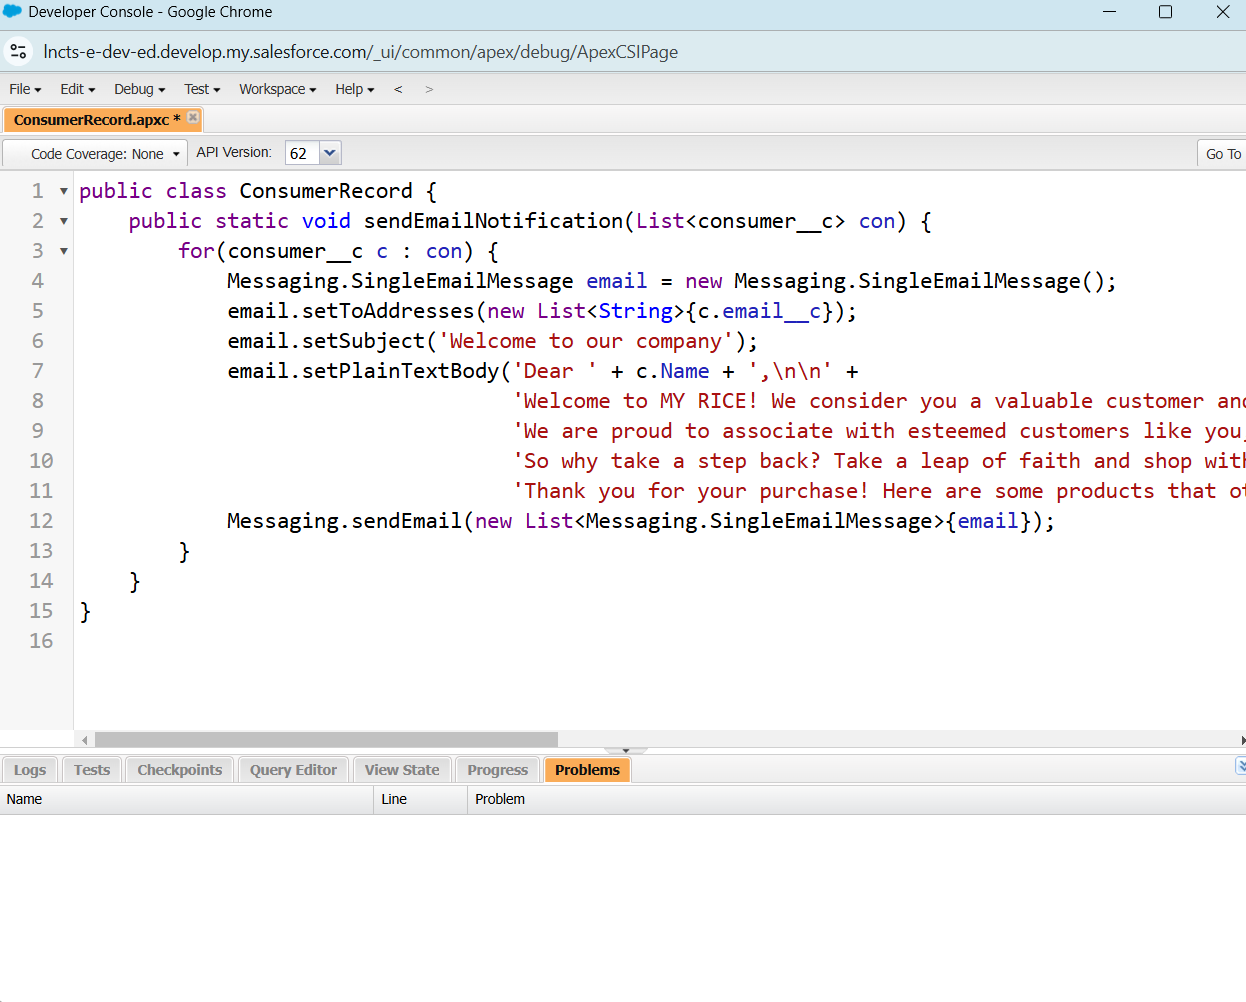 Developer Console - Google Chrome
lncts-e-dev-ed.develop.my.salesforce.com/_ui/common/apex/debug/ApexCSIPage
File Edit Debug Test Workspace Help < >
ConsumerRecord.apxc *
Code Coverage: None API Version: 62 Go To
1 public class ConsumerRecord {
2 public static void sendEmailNotification(List<consumer__c> con) {
3 for(consumer__c c : con) {
4 Messaging.SingleEmailMessage email = new Messaging.SingleEmailMessage();
5 email.setToAddresses(new List<String>{c.email__c});
6 email.setSubject('Welcome to our company');
7 email.setPlainTextBody('Dear ' + c.Name + ',\n\n' +
8 'Welcome to MY RICE! We consider you a valuable customer and
9 'We are proud to associate with esteemed customers like you,
10 'So why take a step back? Take a leap of faith and shop with
11 'Thank you for your purchase! Here are some products that
12 Messaging.sendEmail(new List<Messaging.SingleEmailMessage>{email});
13 }
14 }
15 }
16
Logs Tests Checkpoints Query Editor View State Progress Problems
Name Line Problem